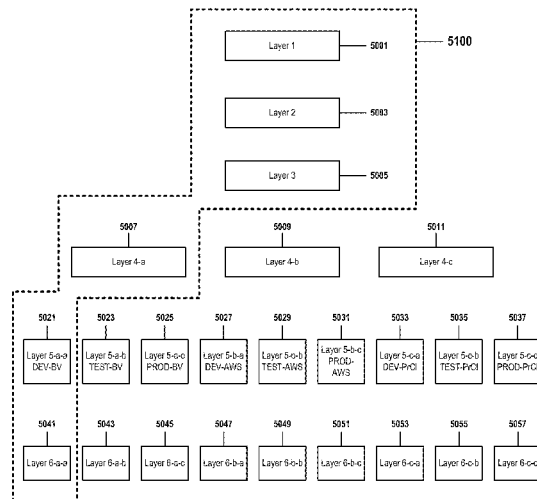 Layer 1
5001
5100
Layer 2
5003
Layer 3
5005
5007
5009
5011
Layer 4-a
Layer 4-b
Layer 4-c
5021
5023
5025
5027
5029
5031
5033
5035
5037
Layer 5-a-a
DEV-BV
Layer 5-a-b
TEST-BV
Layer 5-a-c
PROD-BV
Layer 5-b-a
DEV-AWS
Layer 5-b-b
TEST-AWS
Layer 5-b-c
PROD-
AWS
Layer 5-c-a
DEV-PrCl
Layer 5-c-b
TEST-PrCl
Layer 5-c-c
PROD-PrCl
5041
5043
5045
5047
5049
5051
5053
5055
5057
Layer 6-a-a
Layer 6-a-b
Layer 6-a-c
Layer 6-b-a
Layer 6-b-b
Layer 6-b-c
Layer 6-c-a
Layer 6-c-b
Layer 6-c-c